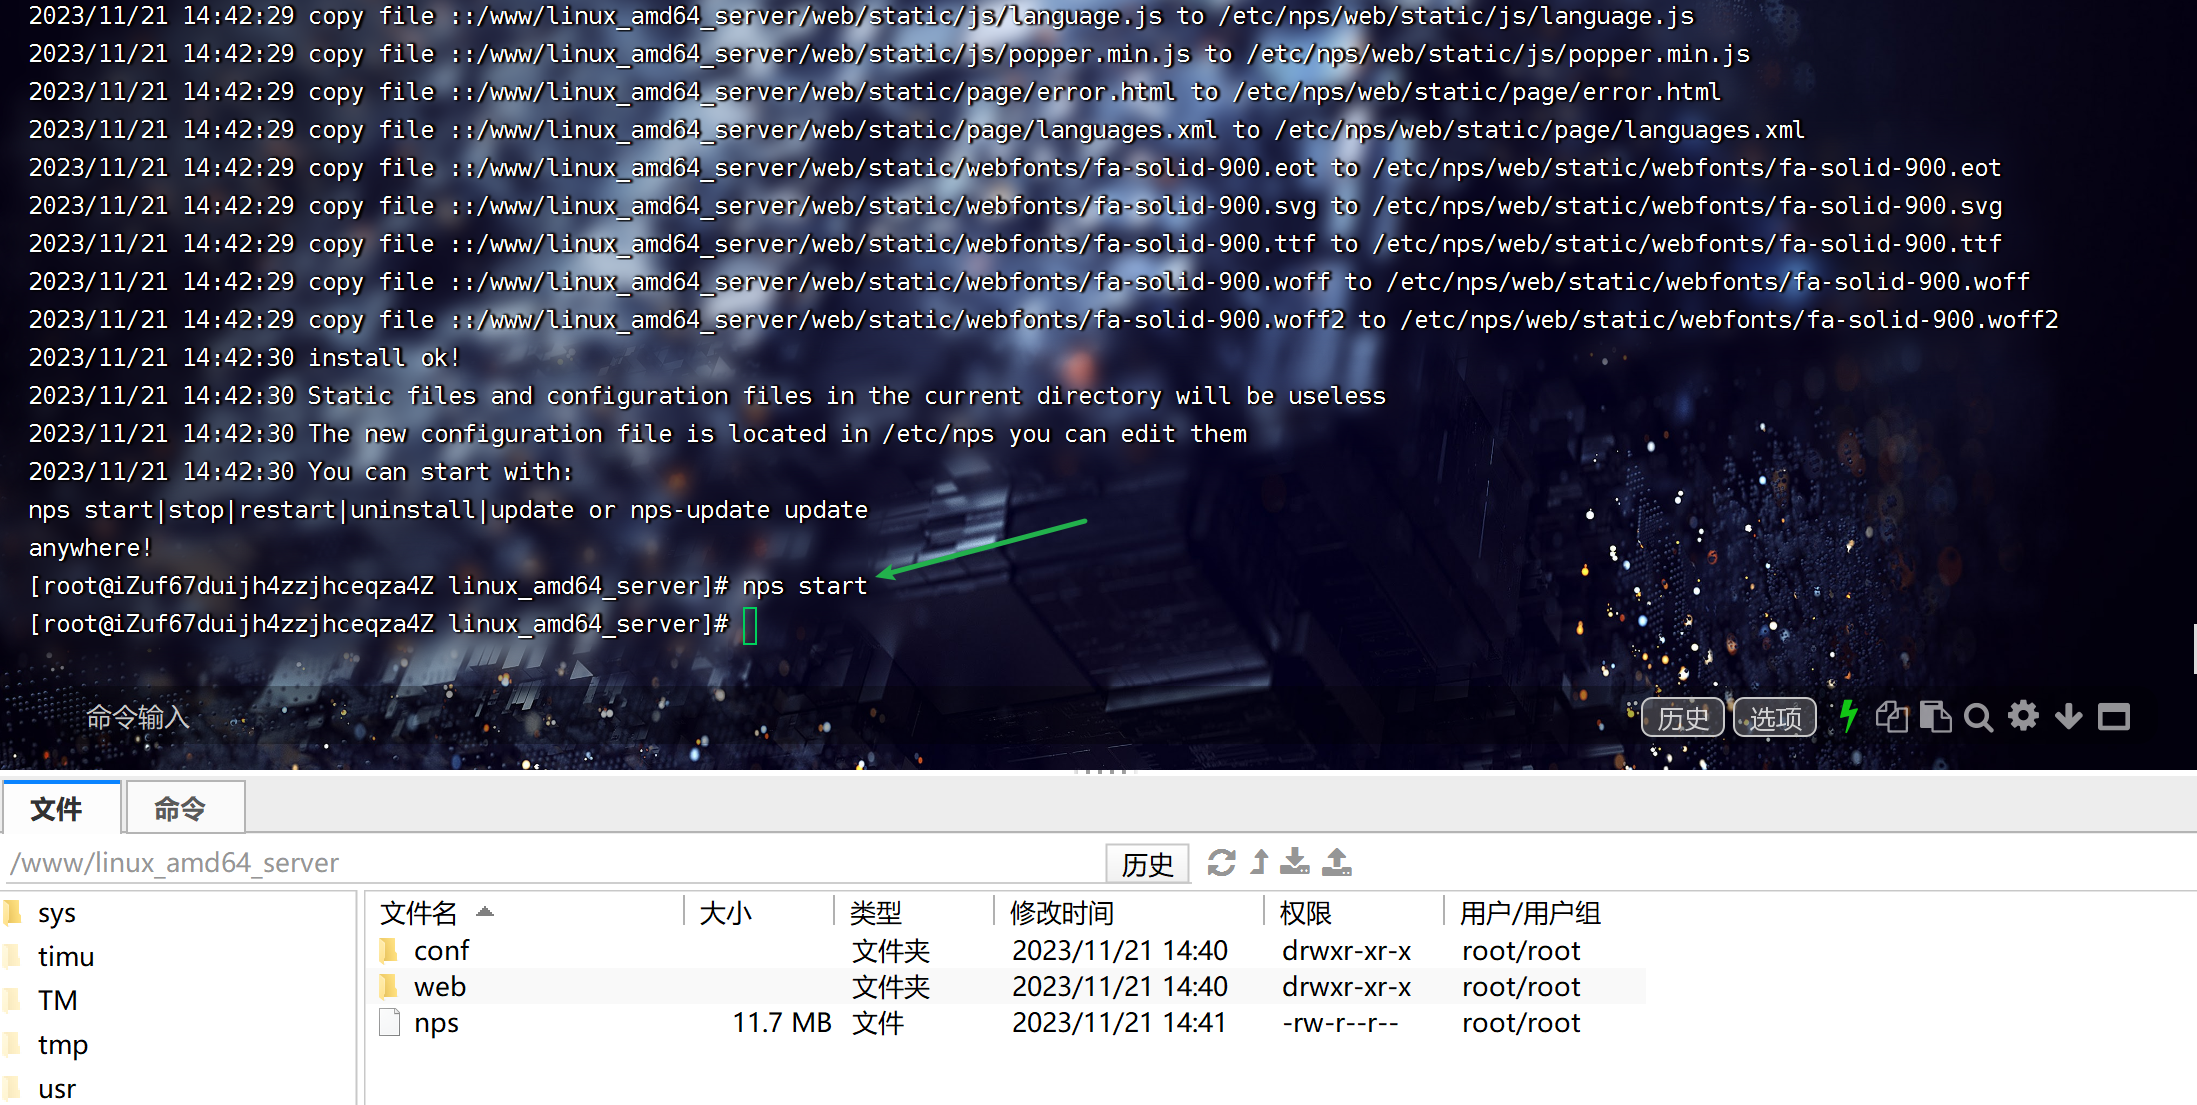 2023/11/21 14:42:29 copy file ::/www/linux_amd64_server/web/static/js/language.js to /etc/nps/web/static/js/language.js
2023/11/21 14:42:29 copy file ::/www/linux_amd64_server/web/static/js/popper.min.js to /etc/nps/web/static/js/popper.min.js
2023/11/21 14:42:29 copy file ::/www/linux_amd64_server/web/static/page/error.html to /etc/nps/web/static/page/error.html
2023/11/21 14:42:29 copy file ::/www/linux_amd64_server/web/static/page/languages.xml to /etc/nps/web/static/page/languages.xml
2023/11/21 14:42:29 copy file ::/www/linux_amd64_server/web/static/webfonts/fa-solid-900.eot to /etc/nps/web/static/webfonts/fa-solid-900.eot
2023/11/21 14:42:29 copy file ::/www/linux_amd64_server/web/static/webfonts/fa-solid-900.svg to /etc/nps/web/static/webfonts/fa-solid-900.svg
2023/11/21 14:42:29 copy file ::/www/linux_amd64_server/web/static/webfonts/fa-solid-900.ttf to /etc/nps/web/static/webfonts/fa-solid-900.ttf
2023/11/21 14:42:29 copy file ::/www/linux_amd64_server/web/static/webfonts/fa-solid-900.woff to /etc/nps/web/static/webfonts/fa-solid-900.woff
2023/11/21 14:42:29 copy file ::/www/linux_amd64_server/web/static/webfonts/fa-solid-900.woff2 to /etc/nps/web/static/webfonts/fa-solid-900.woff2
2023/11/21 14:42:30 install ok!
2023/11/21 14:42:30 Static files and configuration files in the current directory will be useless
2023/11/21 14:42:30 The new configuration file is located in /etc/nps you can edit them
2023/11/21 14:42:30 You can start with:
nps start|stop|restart|uninstall|update or nps-update update
anywhere!
[root@iZuf67duijh4zzjhceqza4Z linux_amd64_server]# nps start
[root@iZuf67duijh4zzjhceqza4Z linux_amd64_server]#
命令输入 历史 选项
文件 命令
/www/linux_amd64_server 历史
sys
timu
TM
tmp
usr
文件名 大小 类型 修改时间 权限 用户/用户组
conf 文件夹 2023/11/21 14:40 drwxr-xr-x root/root
web 文件夹 2023/11/21 14:40 drwxr-xr-x root/root
nps 11.7 MB 文件 2023/11/21 14:41 -rw-r--r-- root/root